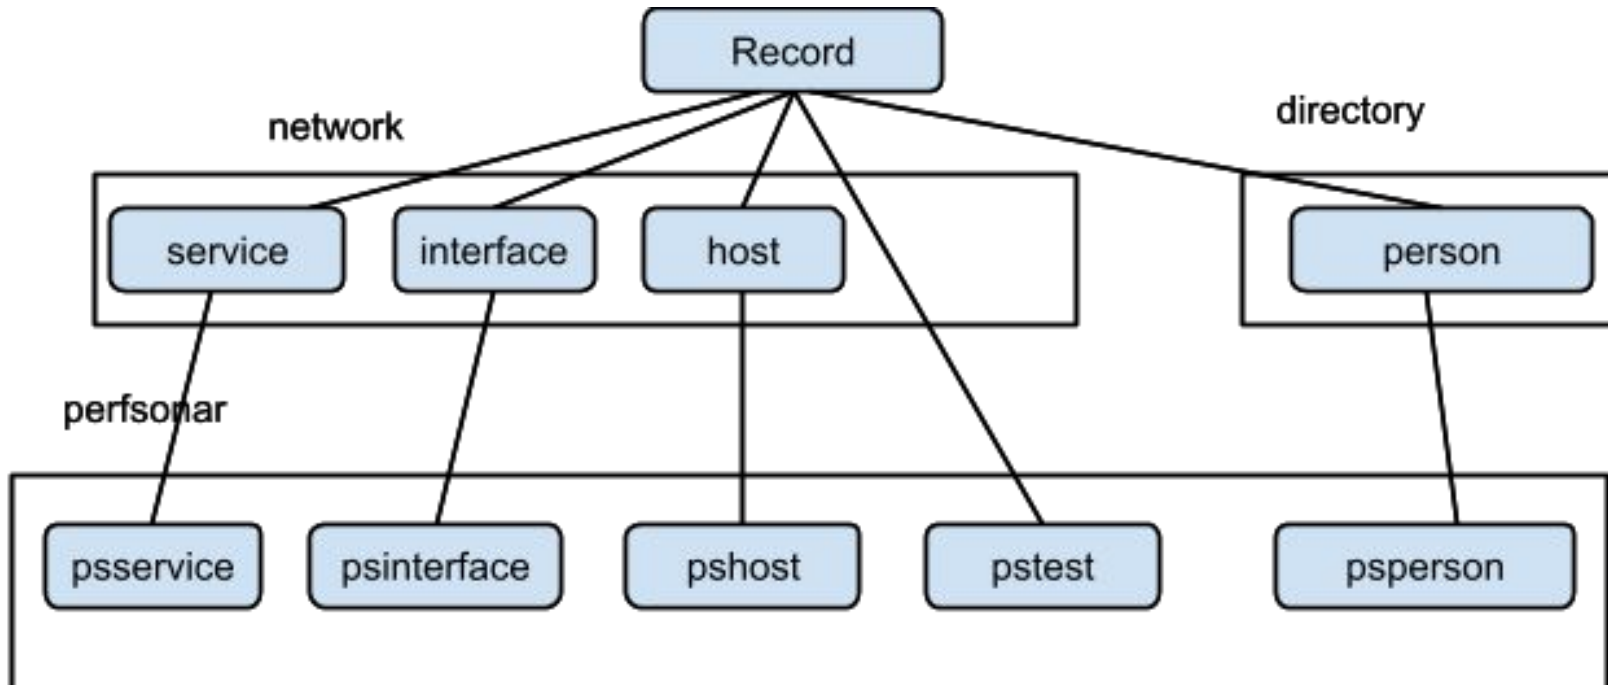 Record
network
directory
service
interface
host
person
perfsonar
psservice
psinterface
pshost
pstest
psperson